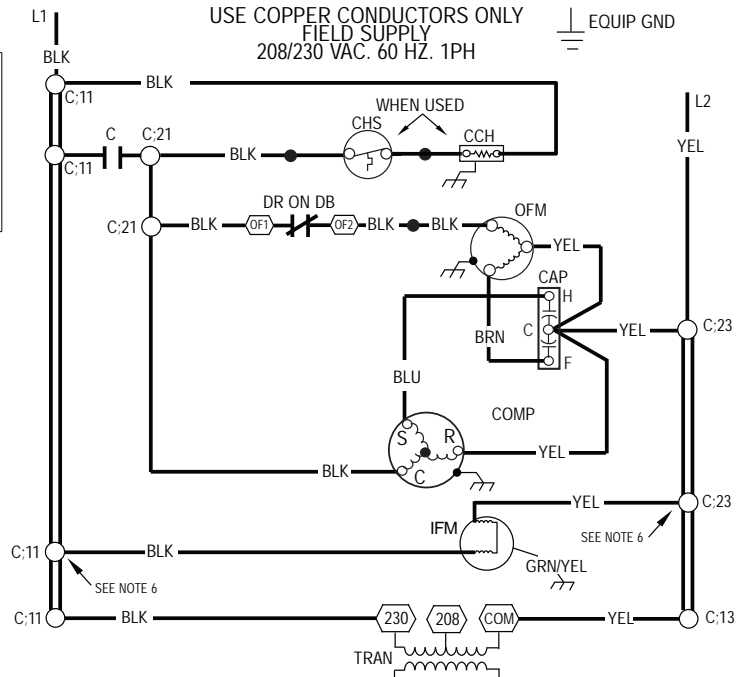 L1
USE COPPER CONDUCTORS ONLY
FIELD SUPPLY
208/230 VAC. 60 HZ. 1PH
EQUIP GND
BLK
C;11
BLK
L2
WHEN USED
C
C;21
CHS
CCH
C;11
BLK
BLK
YEL
DR ON DB
C;21
BLK
OF1
OF2
BLK
BLK
OFM
YEL
CAP
H
BRN
C
YEL
C;23
F
BLU
COMP
S
R
C
BLK
YEL
YEL
C;23
IFM
SEE NOTE 6
C;11
BLK
GRN/YEL
SEE NOTE 6
C;11
BLK
230
208
COM
YEL
C;13
TRAN